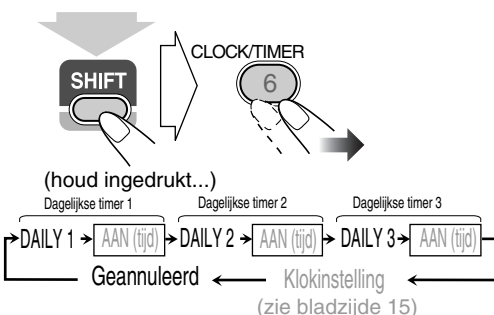 CLOCK/TIMER
SHIFT
6
(houd ingedrukt...)
Dagelijkse timer 1 Dagelijkse timer 2 Dagelijkse timer 3
DAILY 1 AAN (tijd) DAILY 2 AAN (tijd) DAILY 3 AAN (tijd)
Geannuleerd Klokinstelling
(zie bladzijde 15)